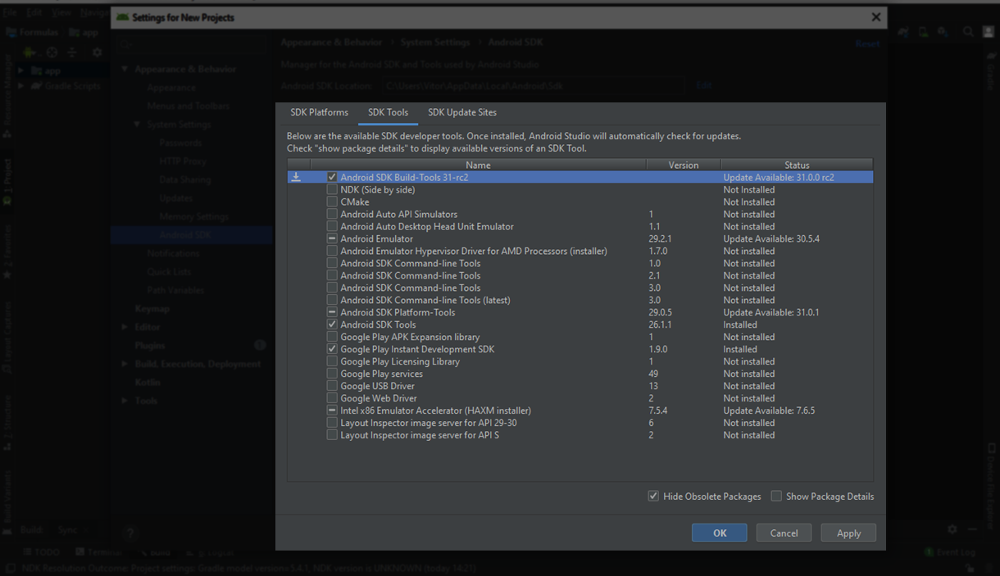 File Edit View Naviga
Settings for New Projects
Formulas app
Appearance & Behavior › System Settings › Android SDK
Reset
Manager for the Android SDK and Tools used by Android Studio
Android SDK Location: C:\Users\Vitor\AppData\Local\Android\Sdk Edit
app
Gradle Scripts
Resource Manager
1: Project
2: Favorites
Layout Captures
Z: Structure
Build Variants
Appearance & Behavior
Appearance
Menus and Toolbars
System Settings
Passwords
HTTP Proxy
Data Sharing
Updates
Memory Settings
Android SDK
Notifications
Quick Lists
Path Variables
Keymap
Editor
Plugins
Build, Execution, Deployment
Kotlin
Tools
SDK Platforms SDK Tools SDK Update Sites
Below are the available SDK developer tools. Once installed, Android Studio will automatically check for updates.
Check "show package details" to display available versions of an SDK Tool.
Name Version Status
Android SDK Build-Tools 31-rc2 Update Available: 31.0.0 rc2
NDK (Side by side) Not Installed
CMake Not Installed
Android Auto API Simulators 1 Not installed
Android Auto Desktop Head Unit Emulator 1.1 Not installed
Android Emulator 29.2.1 Update Available: 30.5.4
Android Emulator Hypervisor Driver for AMD Processors (installer) 1.7.0 Not installed
Android SDK Command-line Tools 1.0 Not installed
Android SDK Command-line Tools 2.1 Not installed
Android SDK Command-line Tools 3.0 Not installed
Android SDK Command-line Tools (latest) 3.0 Not installed
Android SDK Platform-Tools 29.0.5 Update Available: 31.0.1
Android SDK Tools 26.1.1 Installed
Google Play APK Expansion library 1 Not installed
Google Play Instant Development SDK 1.9.0 Installed
Google Play Licensing Library 1 Not installed
Google Play services 49 Not installed
Google USB Driver 13 Not installed
Google Web Driver 2 Not installed
Intel x86 Emulator Accelerator (HAXM installer) 7.5.4 Update Available: 7.6.5
Layout Inspector image server for API 29-30 6 Not installed
Layout Inspector image server for API S 2 Not installed
Hide Obsolete Packages Show Package Details
OK Cancel Apply
Gradle
Device File Explorer
Build: Sync
?
TODO Terminal Build Logcat Event Log
NDK Resolution Outcome: Project settings: Gradle model version= 5.4.1, NDK version is UNKNOWN (today 14:21)